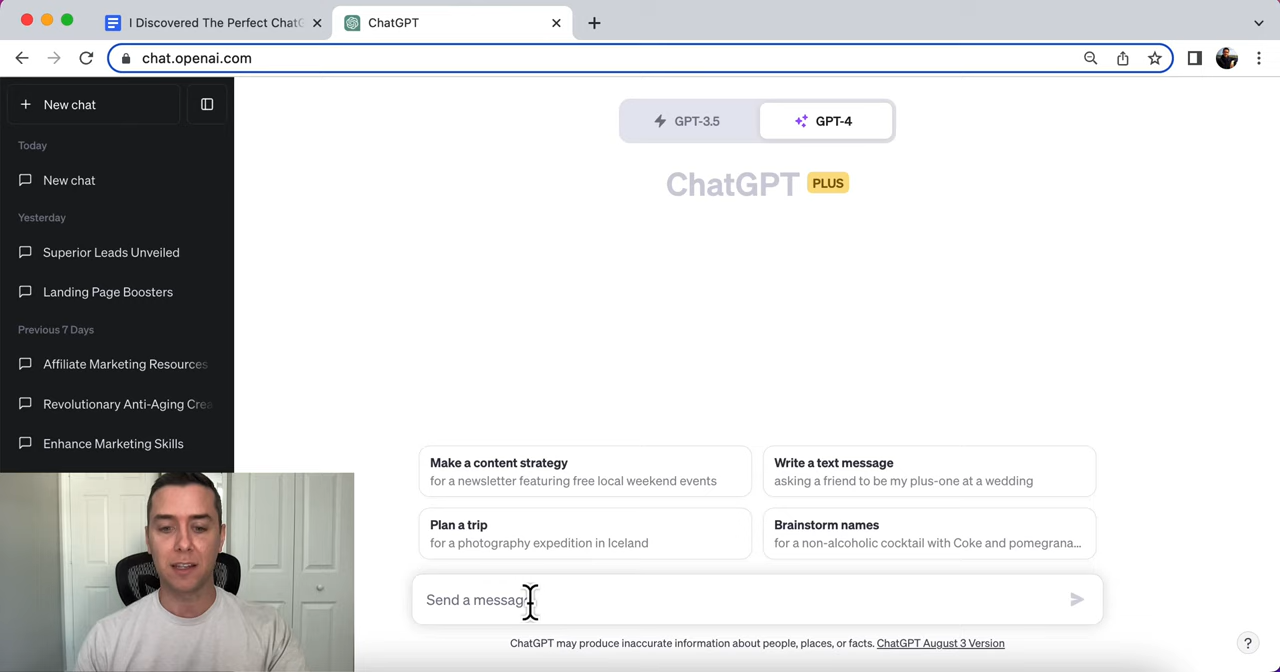 I Discovered The Perfect ChatG
ChatGPT
chat.openai.com
New chat
Today
New chat
Yesterday
Superior Leads Unveiled
Landing Page Boosters
Previous 7 Days
Affiliate Marketing Resources
Revolutionary Anti-Aging Crea
Enhance Marketing Skills
GPT-3.5
GPT-4
ChatGPT PLUS
Make a content strategy
for a newsletter featuring free local weekend events
Write a text message
asking a friend to be my plus-one at a wedding
Plan a trip
for a photography expedition in Iceland
Brainstorm names
for a non-alcoholic cocktail with Coke and pomegrana...
Send a message
ChatGPT may produce inaccurate information about people, places, or facts. ChatGPT August 3 Version
?